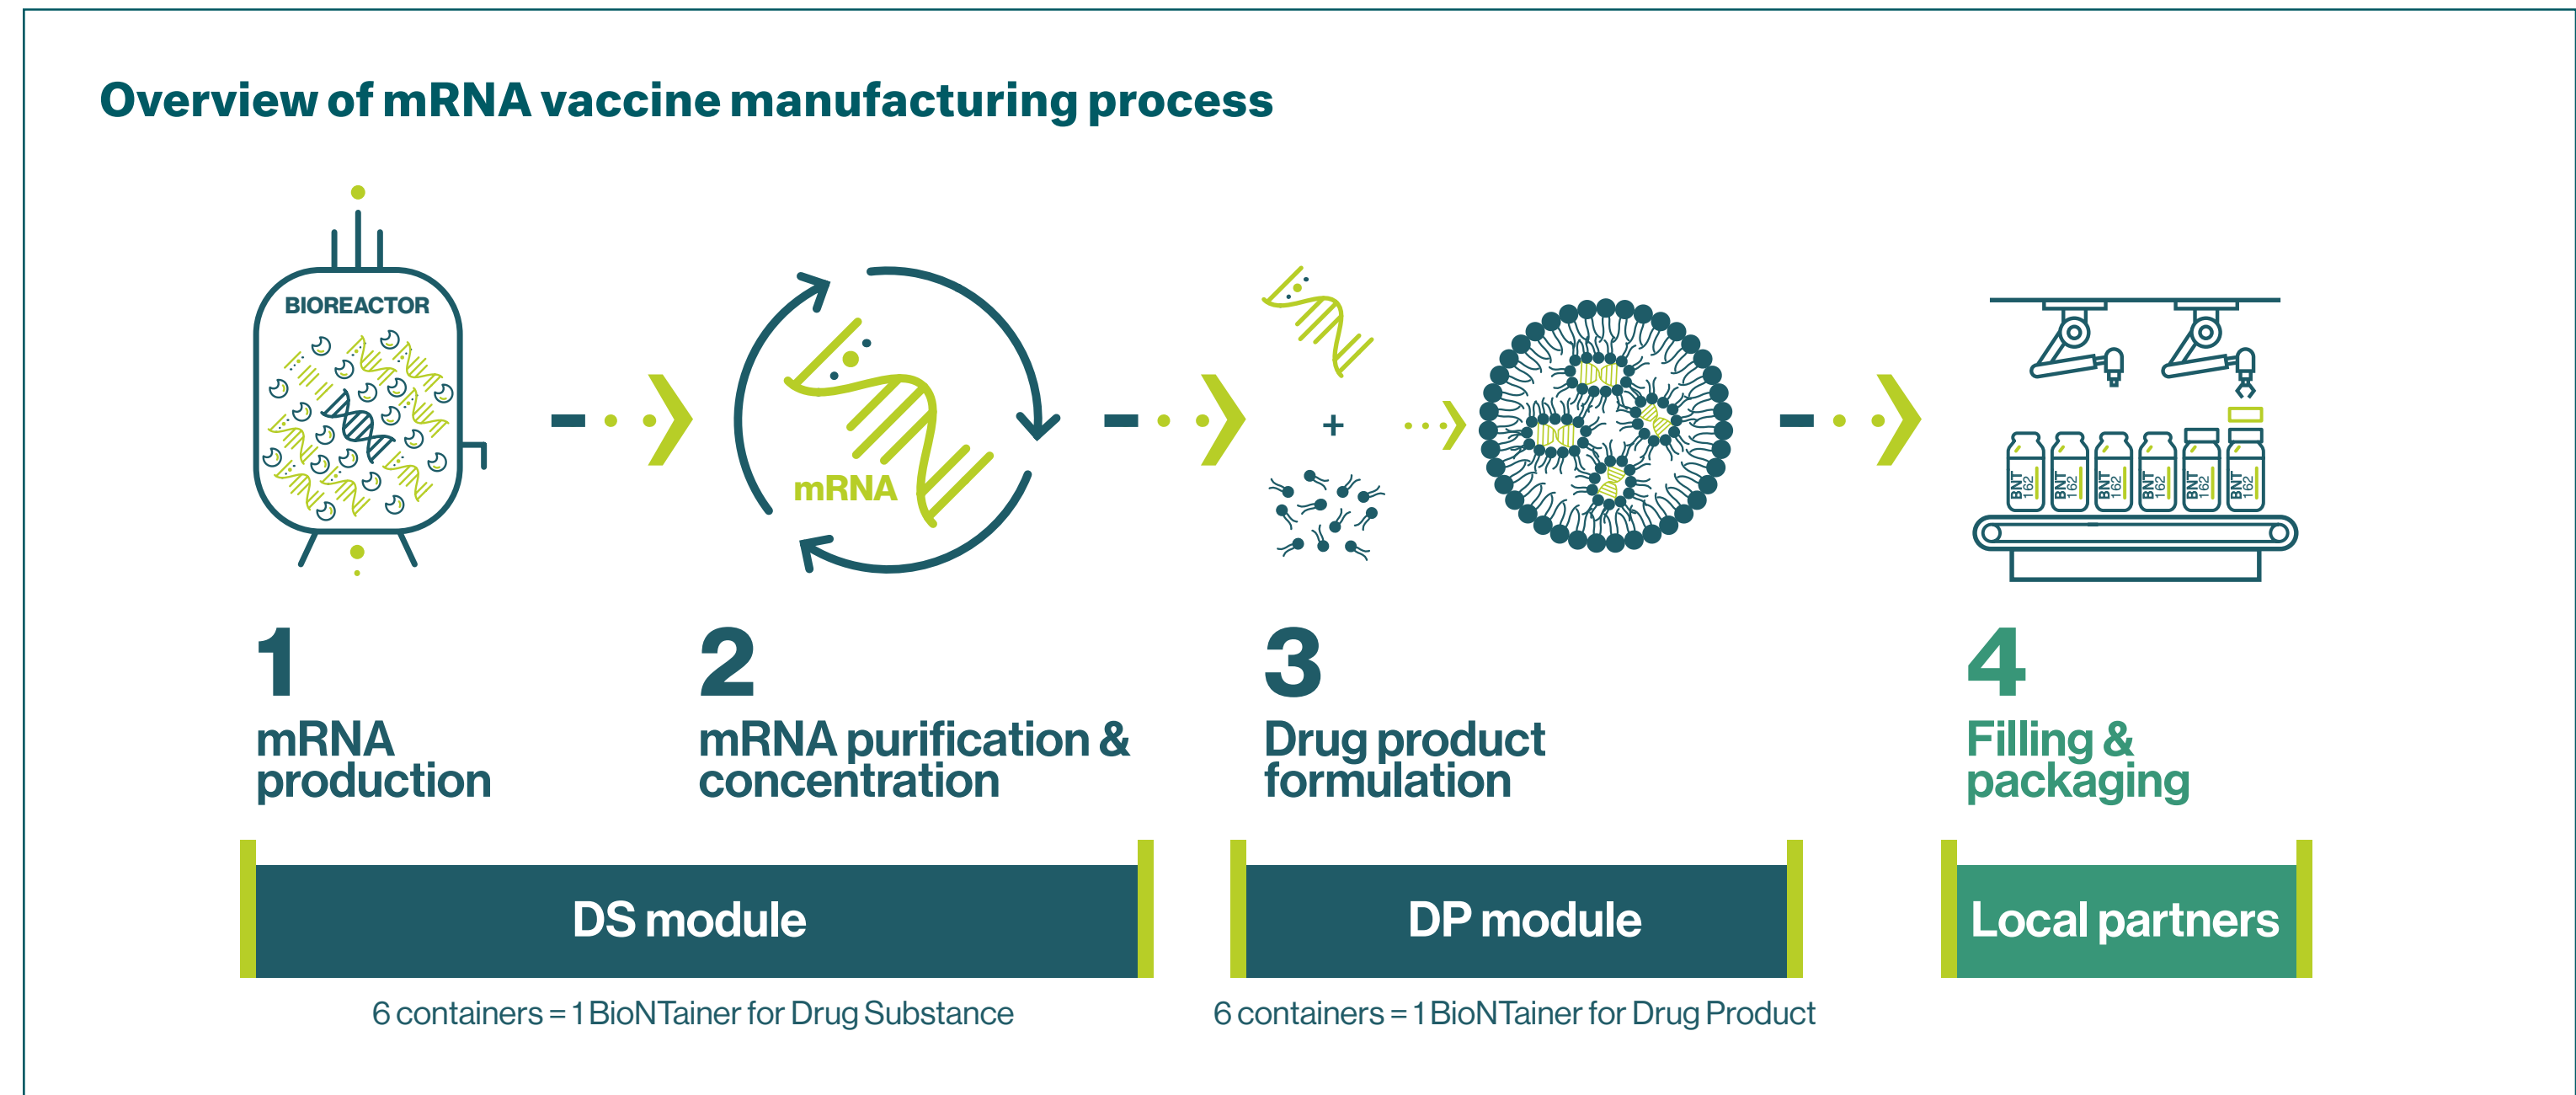 Overview of mRNA vaccine manufacturing process
BIOREACTOR
mRNA
+
BNT
162
BNT
162
BNT
162
BNT
162
BNT
162
BNT
162
1
mRNA
production
2
mRNA purification &
concentration
3
Drug product
formulation
4
Filling &
packaging
DS module
DP module
Local partners
6 containers = 1 BioNTainer for Drug Substance
6 containers = 1 BioNTainer for Drug Product